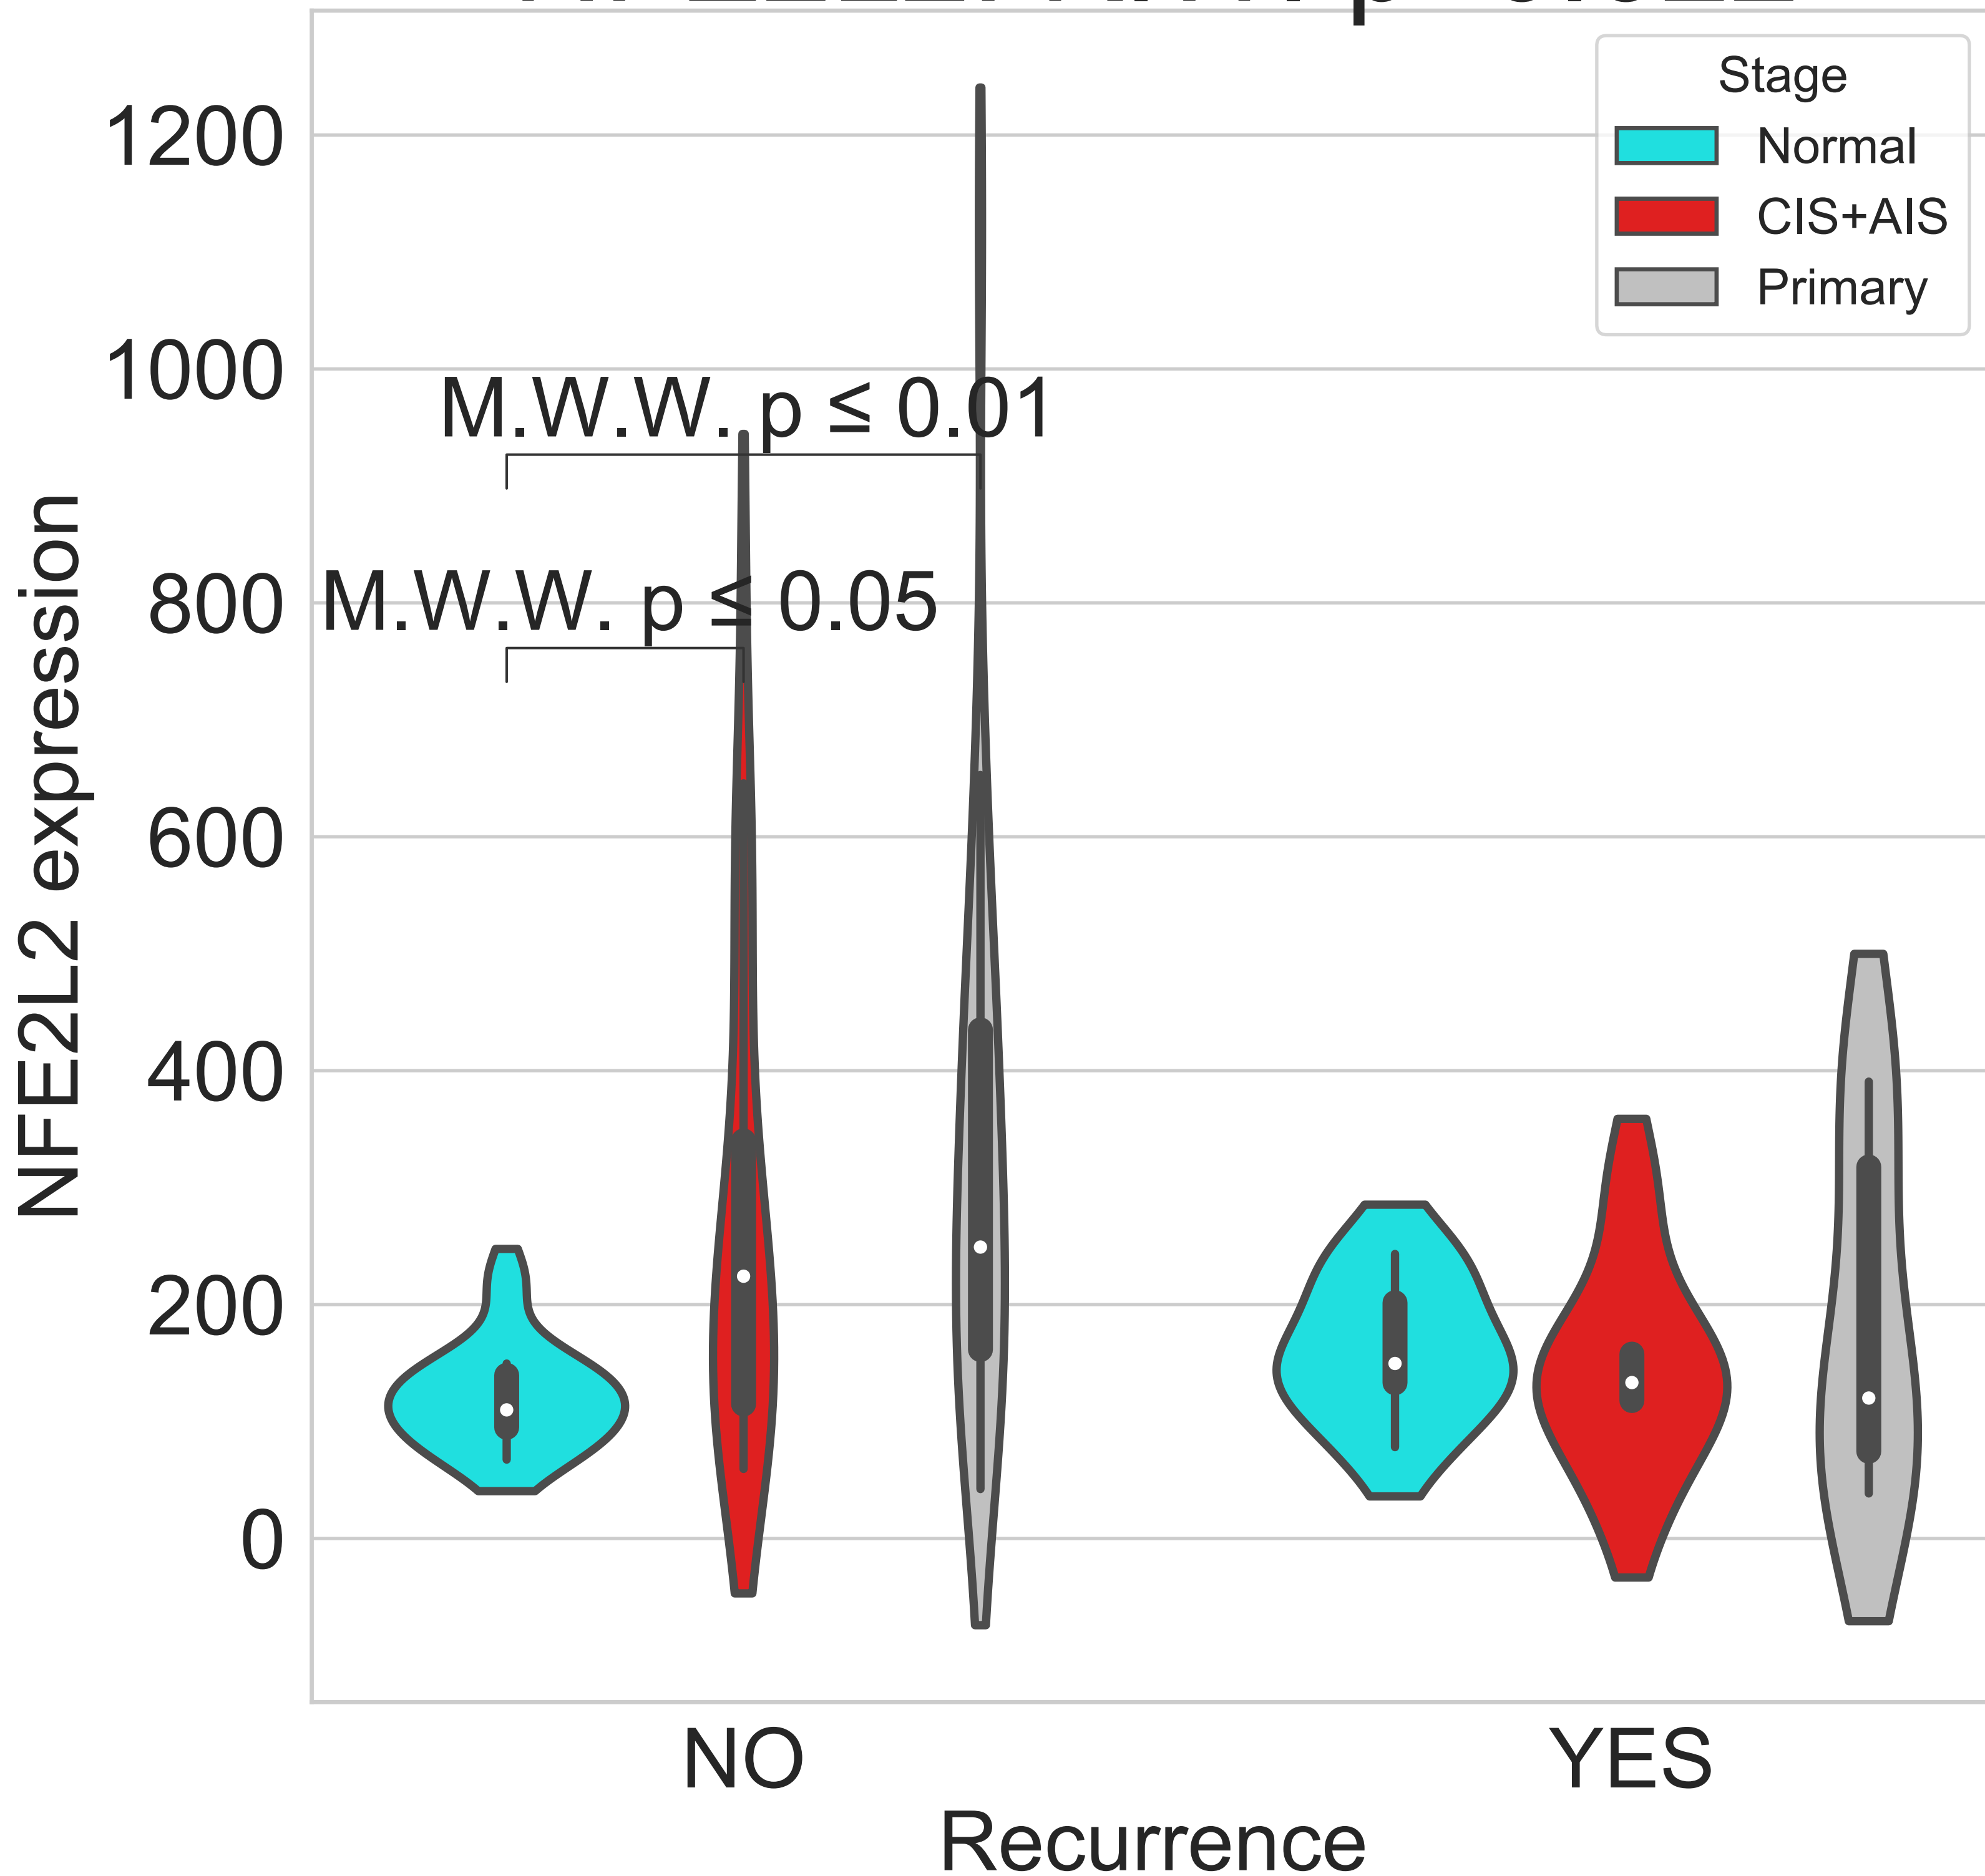 Stage
Normal
CIS+AIS
Primary
1200
1000
800
600
400
200
0
NFE2L2 expression
M.W.W. p ≤ 0.01
M.W.W. p ≤ 0.05
NO
YES
Recurrence